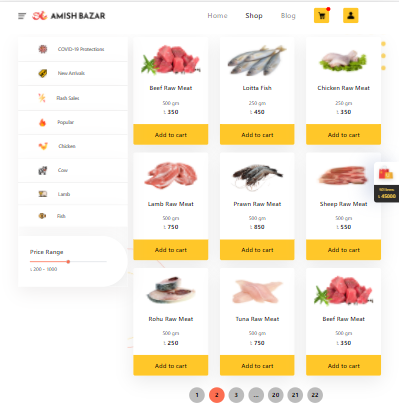 AMISH BAZAR
Home Shop Blog
COVID-19 Protections
New Arrivals
Flash Sales
Popular
Chicken
Cow
Lamb
Fish
Price Range
৳ 200 - 1000
Beef Raw Meat
500 gm
৳ 350
Add to cart
Loitta Fish
250 gm
৳ 450
Add to cart
Chicken Raw Meat
250 gm
৳ 350
Add to cart
Lamb Raw Meat
500 gm
৳ 750
Add to cart
Prawn Raw Meat
500 gm
৳ 850
Add to cart
Sheep Raw Meat
500 gm
৳ 550
Add to cart
Rohu Raw Meat
500 gm
৳ 250
Add to cart
Tuna Raw Meat
500 gm
৳ 750
Add to cart
Beef Raw Meat
500 gm
৳ 350
Add to cart
৳ 45000
1 2 3 ... 20 21 22